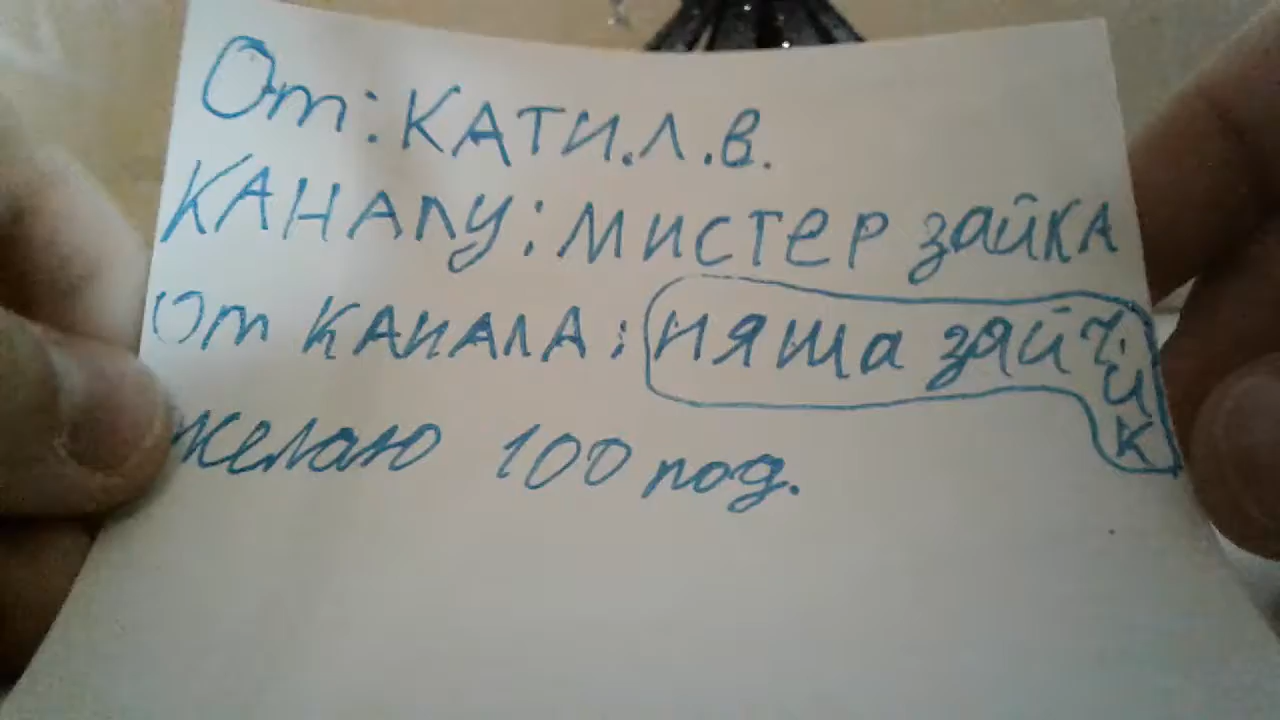 От: КАТИ.Л.В.
КАНАЛУ: МИСТЕР зАЙКА
От КАНАЛА: няша зайчик
желаю 100 под.